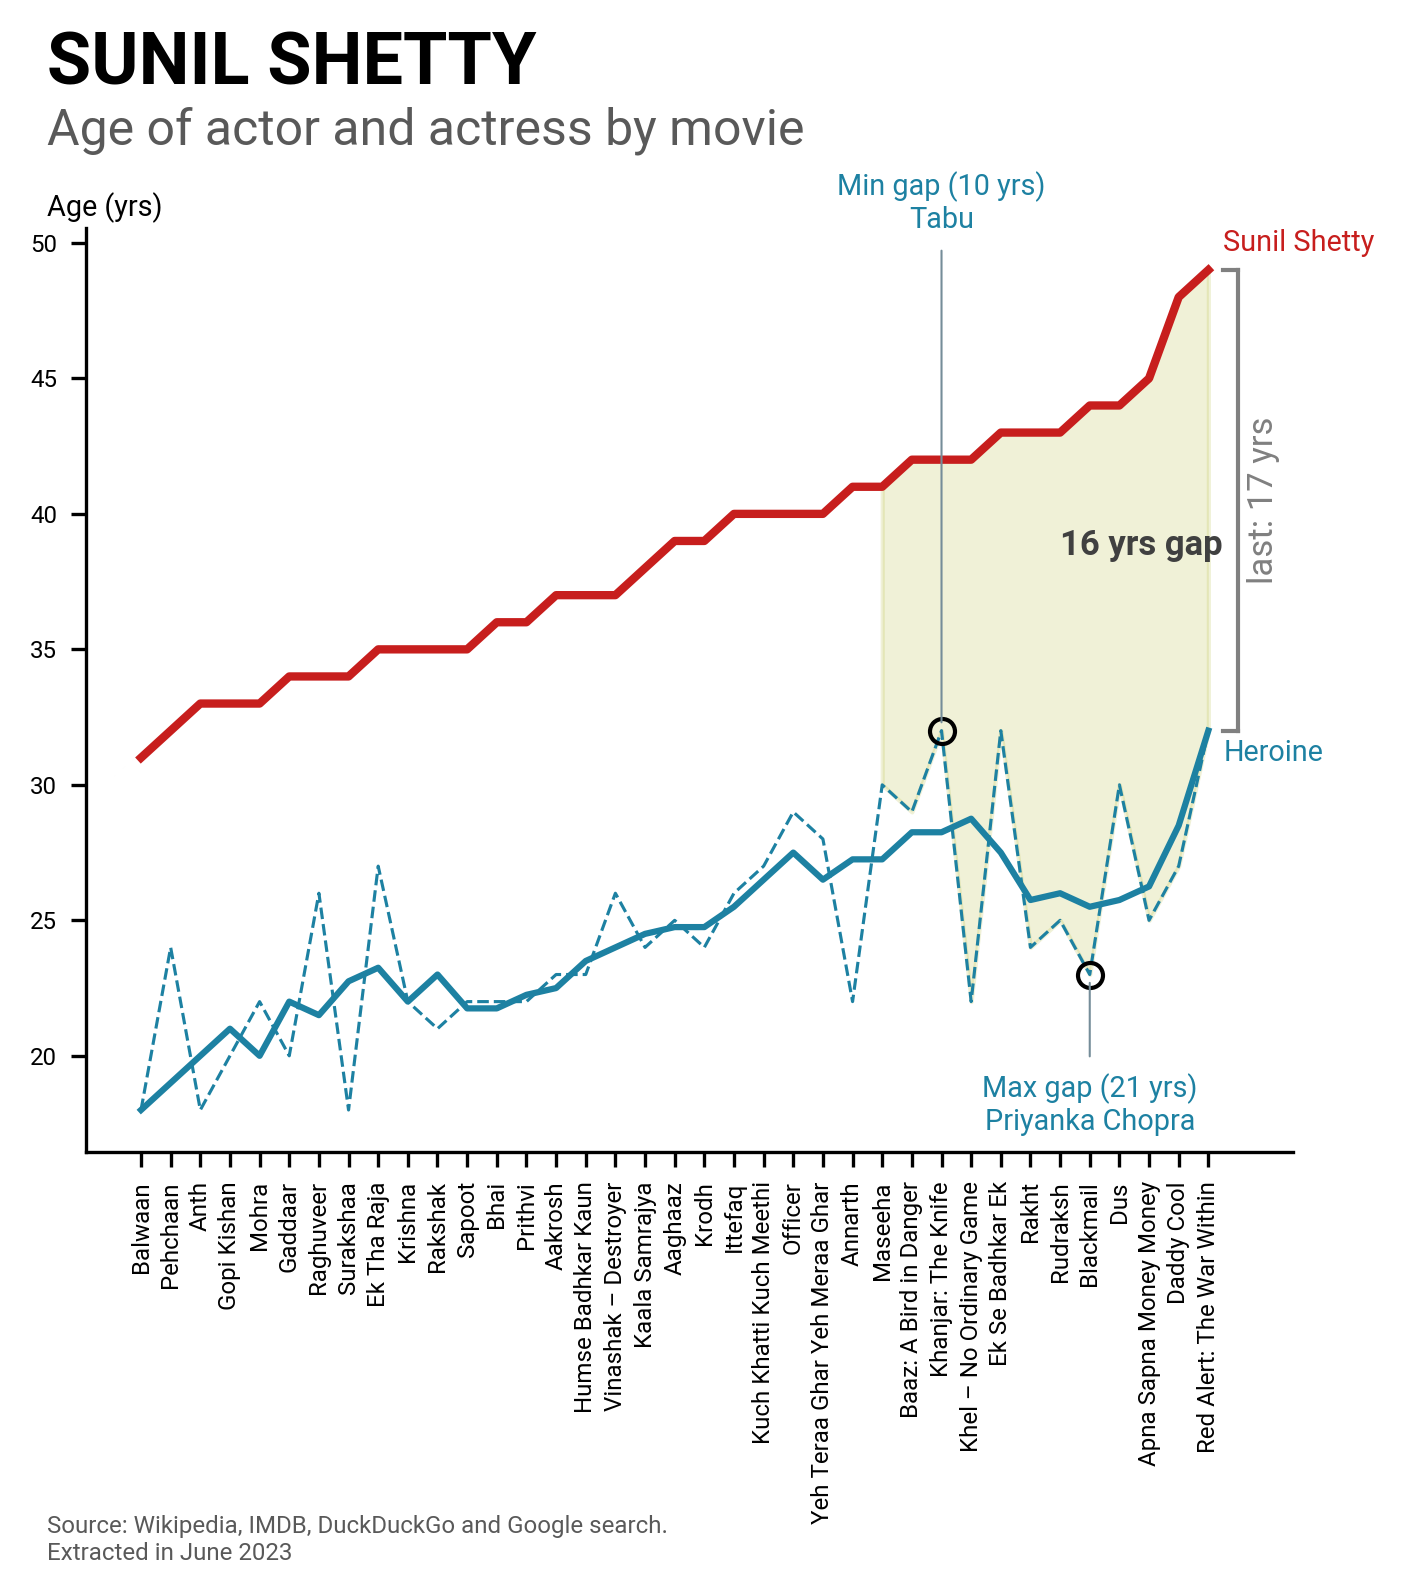 SUNIL SHETTY
Age of actor and actress by movie
Min gap (10 yrs)
Tabu
Age (yrs)
50
45
40
35
30
25
20
Sunil Shetty
last: 17 yrs
16 yrs gap
Heroine
Max gap (21 yrs)
Priyanka Chopra
Balwaan
Pehchaan
Anth
Gopi Kishan
Mohra
Gaddaar
Raghuveer
Surakshaa
Ek Tha Raja
Krishna
Rakshak
Sapoot
Bhai
Prithvi
Aakrosh
Humse Badhkar Kaun
Vinashak – Destroyer
Kaala Samrajya
Aaghaaz
Krodh
Ittefaq
Kuch Khatti Kuch Meethi
Officer
Yeh Teraa Ghar Yeh Meraa Ghar
Annarth
Maseeha
Baaz: A Bird in Danger
Khanjar: The Knife
Khel – No Ordinary Game
Ek Se Badhkar Ek
Rakht
Rudraksh
Blackmail
Dus
Apna Sapna Money Money
Daddy Cool
Red Alert: The War Within
Source: Wikipedia, IMDB, DuckDuckGo and Google search.
Extracted in June 2023